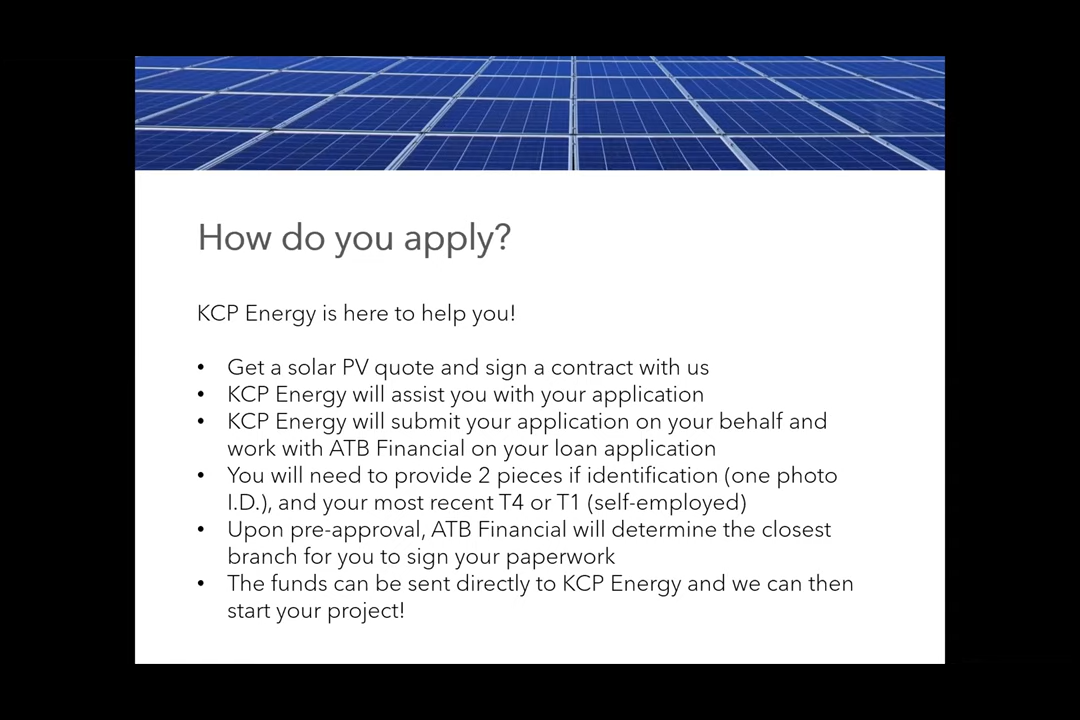 How do you apply?
KCP Energy is here to help you!
• Get a solar PV quote and sign a contract with us
• KCP Energy will assist you with your application
• KCP Energy will submit your application on your behalf and
work with ATB Financial on your loan application
• You will need to provide 2 pieces if identification (one photo
I.D.), and your most recent T4 or T1 (self-employed)
• Upon pre-approval, ATB Financial will determine the closest
branch for you to sign your paperwork
• The funds can be sent directly to KCP Energy and we can then
start your project!